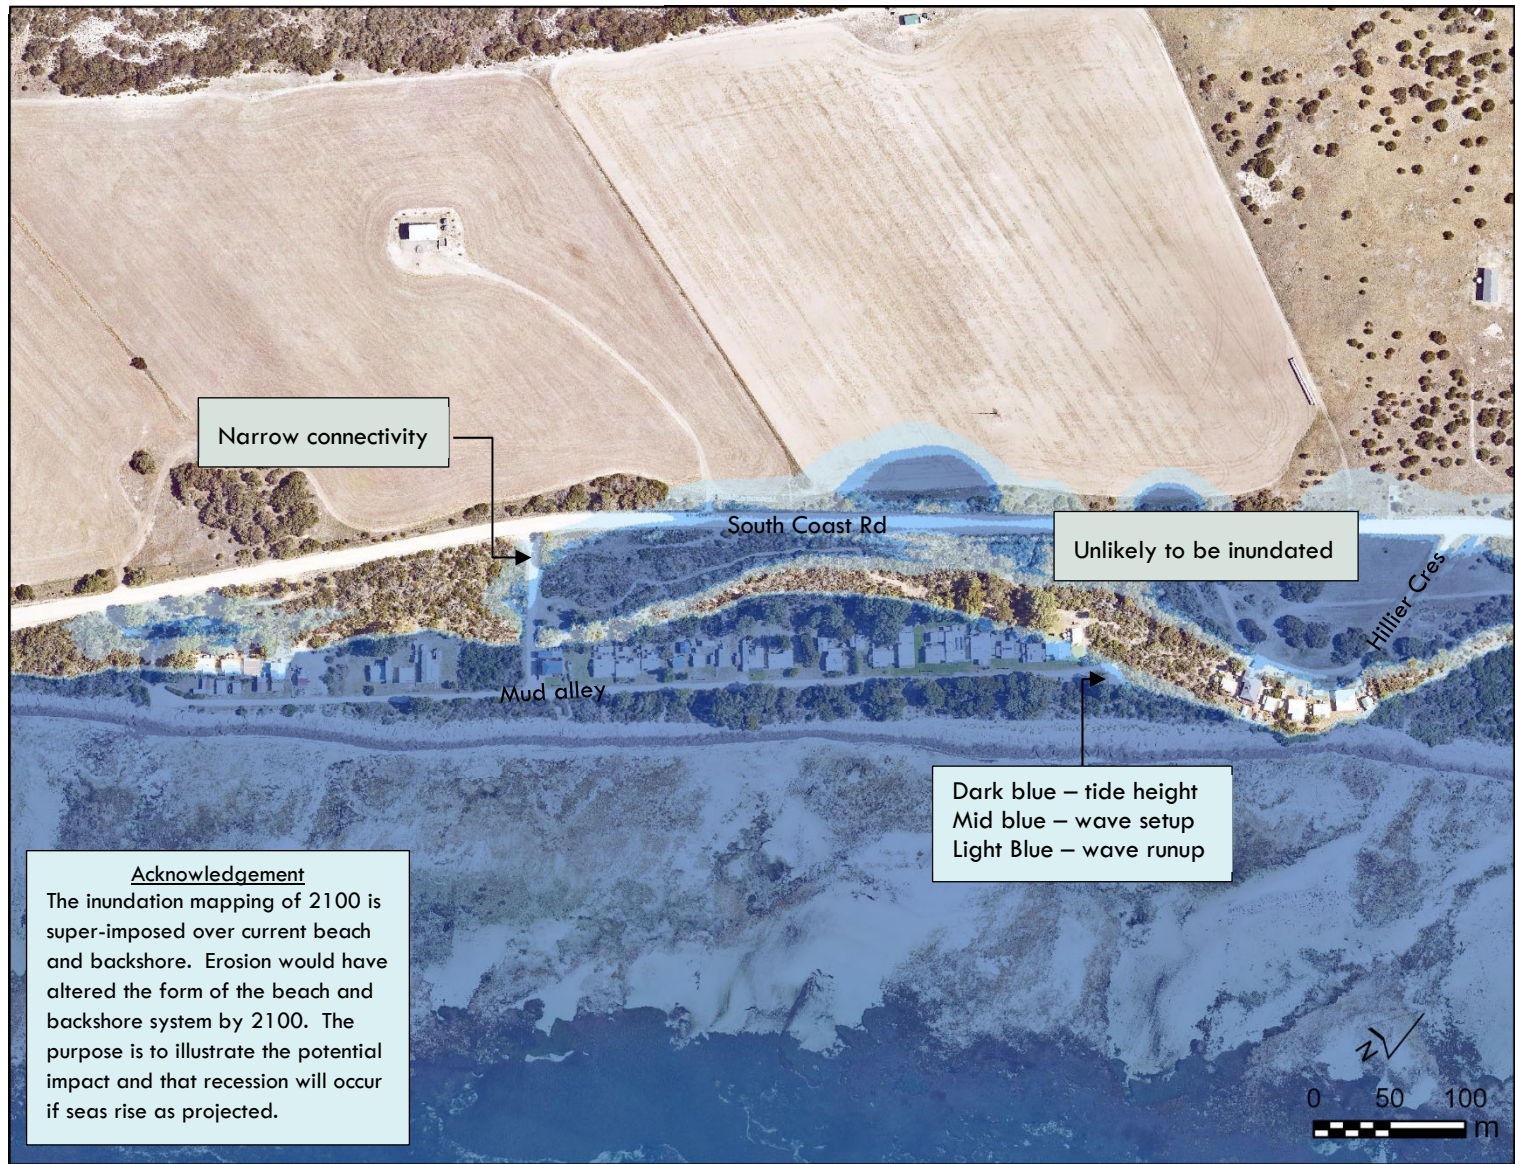 Narrow connectivity
South Coast Rd
Unlikely to be inundated
Hillier Cres
Mud alley
Dark blue – tide height
Mid blue – wave setup
Light Blue – wave runup
Acknowledgement
The inundation mapping of 2100 is
super-imposed over current beach
and backshore. Erosion would have
altered the form of the beach and
backshore system by 2100. The
purpose is to illustrate the potential
impact and that recession will occur
if seas rise as projected.
N
0 50 100
m